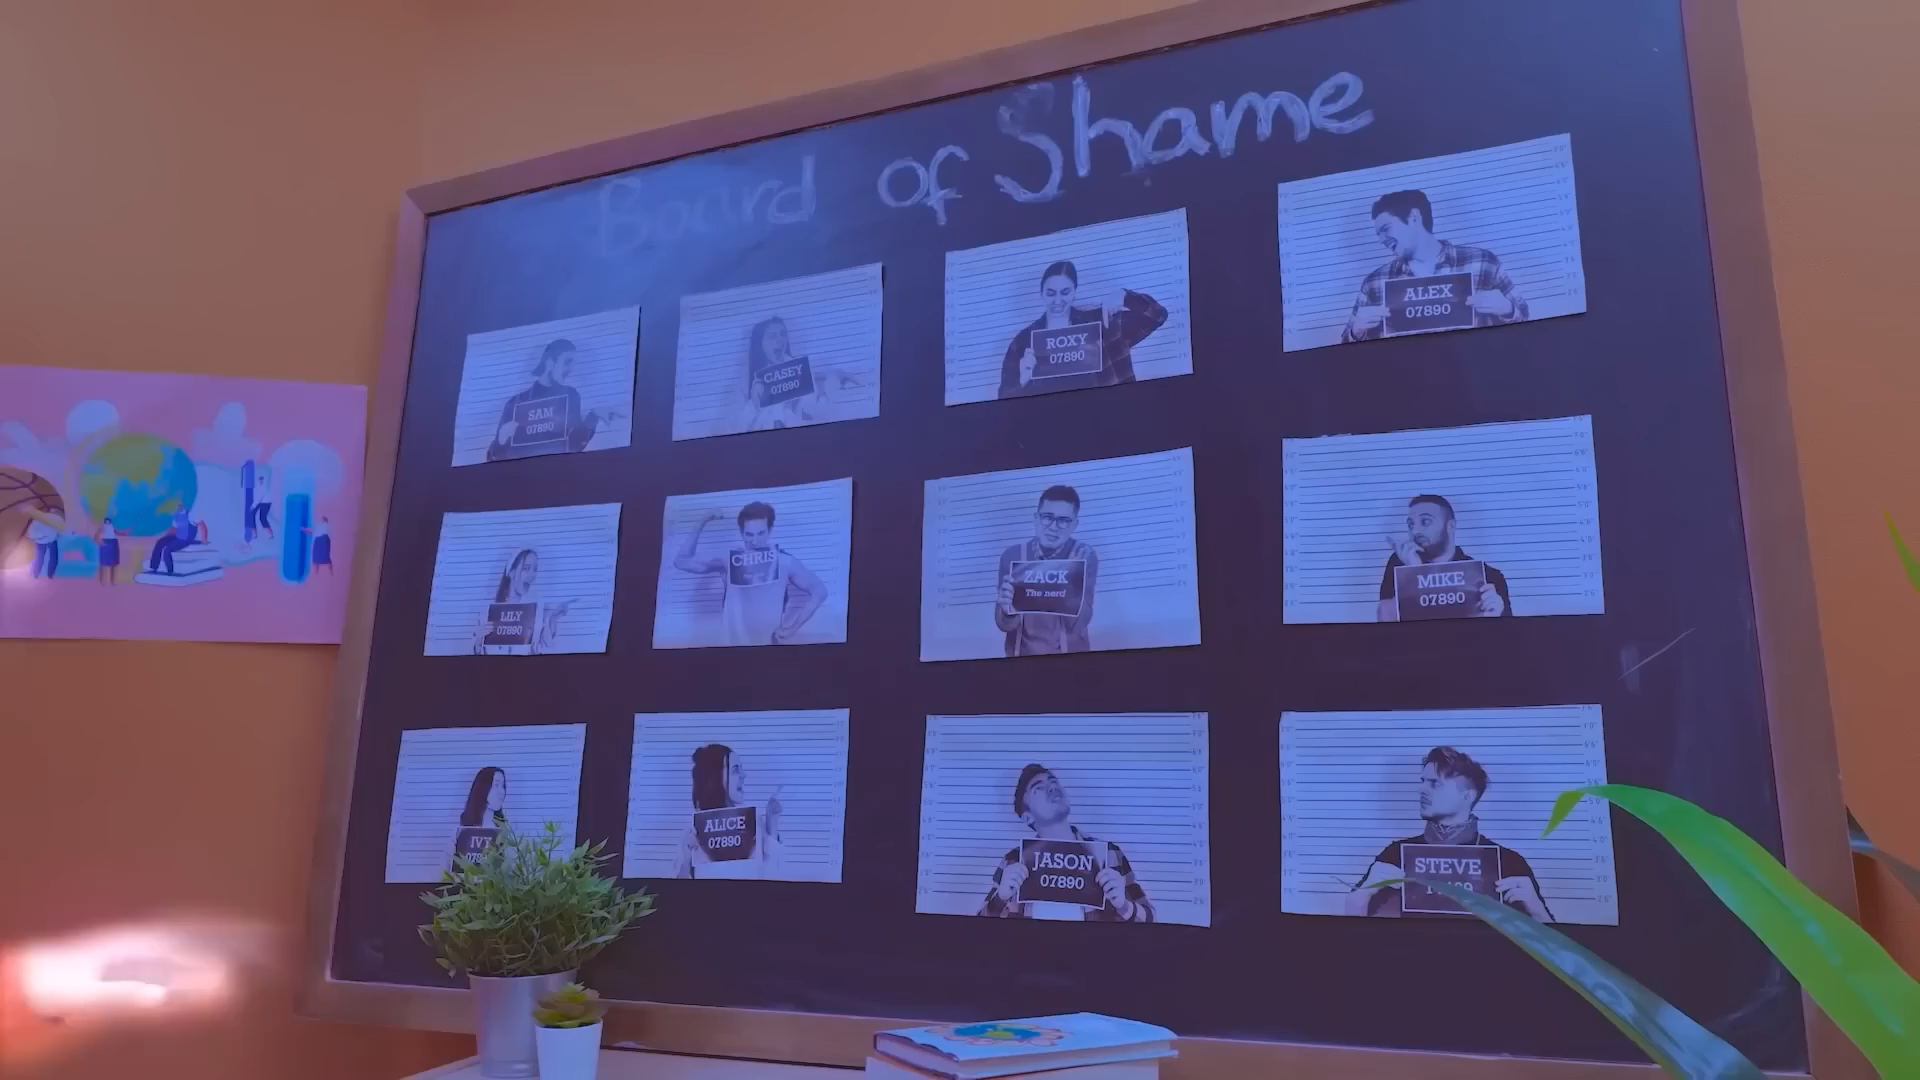 Board of Shame
SAM
07890
CASEY
07890
ROXY
07890
ALEX
07890
LILY
07890
CHRIS
ZACK
The nerd
MIKE
07890
IVY
ALICE
07890
JASON
07890
STEVE